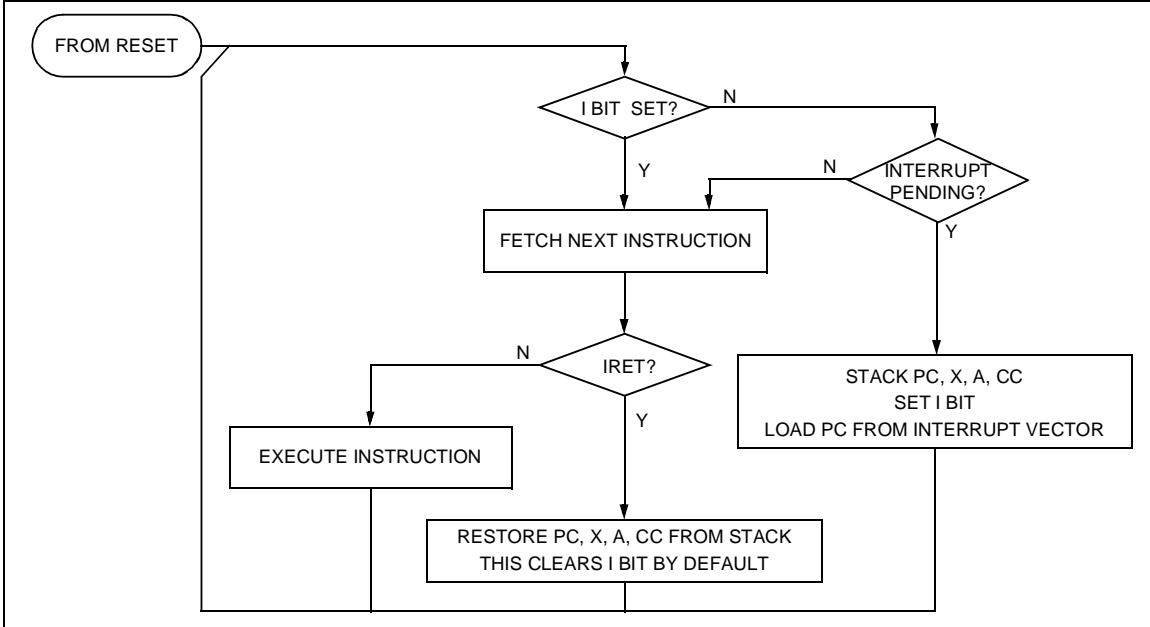 FROM RESET
I BIT SET?
N
Y
N
INTERRUPT
PENDING?
Y
FETCH NEXT INSTRUCTION
N
IRET?
Y
STACK PC, X, A, CC
SET I BIT
LOAD PC FROM INTERRUPT VECTOR
EXECUTE INSTRUCTION
RESTORE PC, X, A, CC FROM STACK
THIS CLEARS I BIT BY DEFAULT